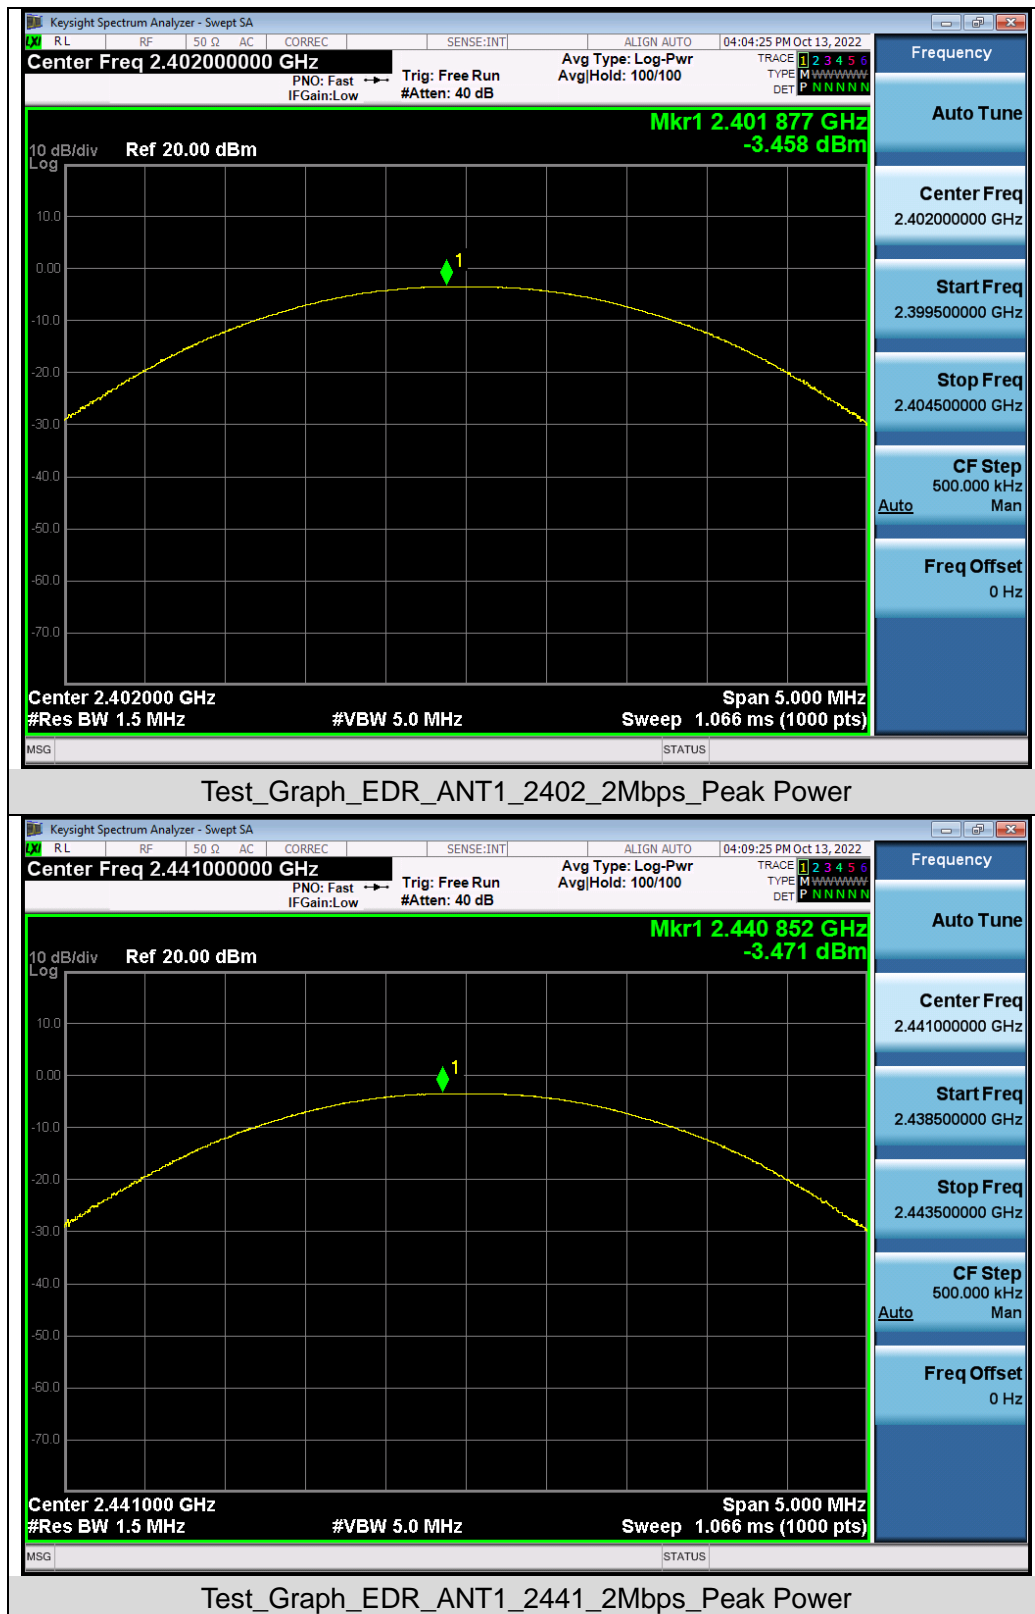 Keysight Spectrum Analyzer - Swept SA
LXI RL RF 50 Ω AC CORREC SENSE:INT ALIGN AUTO 04:04:25 PM Oct 13, 2022
Center Freq 2.402000000 GHz
PNO: Fast
IFGain:Low
Trig: Free Run
#Atten: 40 dB
Avg Type: Log-Pwr
Avg|Hold: 100/100
TRACE 1 2 3 4 5 6
TYPE M WWWWW
DET P N N N N N
Frequency
Mkr1 2.401 877 GHz
-3.458 dBm
10 dB/div Ref 20.00 dBm
Log
10.0
0.00
-10.0
-20.0
-30.0
-40.0
-50.0
-60.0
-70.0
1
Center 2.402000 GHz Span 5.000 MHz
#Res BW 1.5 MHz #VBW 5.0 MHz Sweep 1.066 ms (1000 pts)
MSG STATUS
Auto Tune
Center Freq
2.402000000 GHz
Start Freq
2.399500000 GHz
Stop Freq
2.404500000 GHz
CF Step
500.000 kHz
Auto Man
Freq Offset
0 Hz
Test_Graph_EDR_ANT1_2402_2Mbps_Peak Power
Keysight Spectrum Analyzer - Swept SA
LXI RL RF 50 Ω AC CORREC SENSE:INT ALIGN AUTO 04:09:25 PM Oct 13, 2022
Center Freq 2.441000000 GHz
PNO: Fast
IFGain:Low
Trig: Free Run
#Atten: 40 dB
Avg Type: Log-Pwr
Avg|Hold: 100/100
TRACE 1 2 3 4 5 6
TYPE M WWWWW
DET P N N N N N
Frequency
Mkr1 2.440 852 GHz
-3.471 dBm
10 dB/div Ref 20.00 dBm
Log
10.0
0.00
-10.0
-20.0
-30.0
-40.0
-50.0
-60.0
-70.0
1
Center 2.441000 GHz Span 5.000 MHz
#Res BW 1.5 MHz #VBW 5.0 MHz Sweep 1.066 ms (1000 pts)
MSG STATUS
Auto Tune
Center Freq
2.441000000 GHz
Start Freq
2.438500000 GHz
Stop Freq
2.443500000 GHz
CF Step
500.000 kHz
Auto Man
Freq Offset
0 Hz
Test_Graph_EDR_ANT1_2441_2Mbps_Peak Power